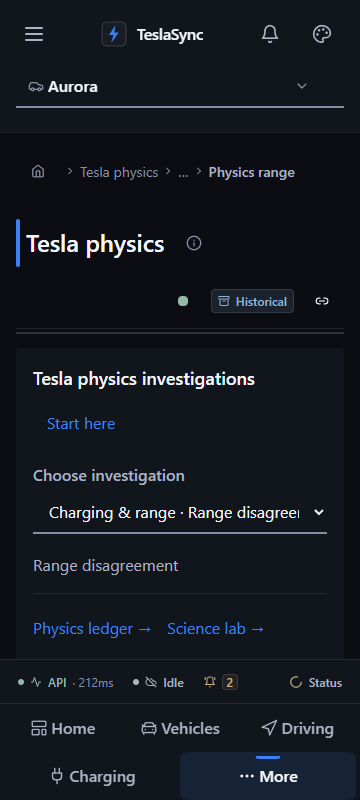 TeslaSync
Aurora
Tesla physics ... Physics range
Tesla physics
Historical
Tesla physics investigations
Start here
Choose investigation
Charging & range · Range disagreer
Range disagreement
Physics ledger → Science lab →
API · 212ms Idle 2 Status
Home Vehicles Driving
Charging ··· More